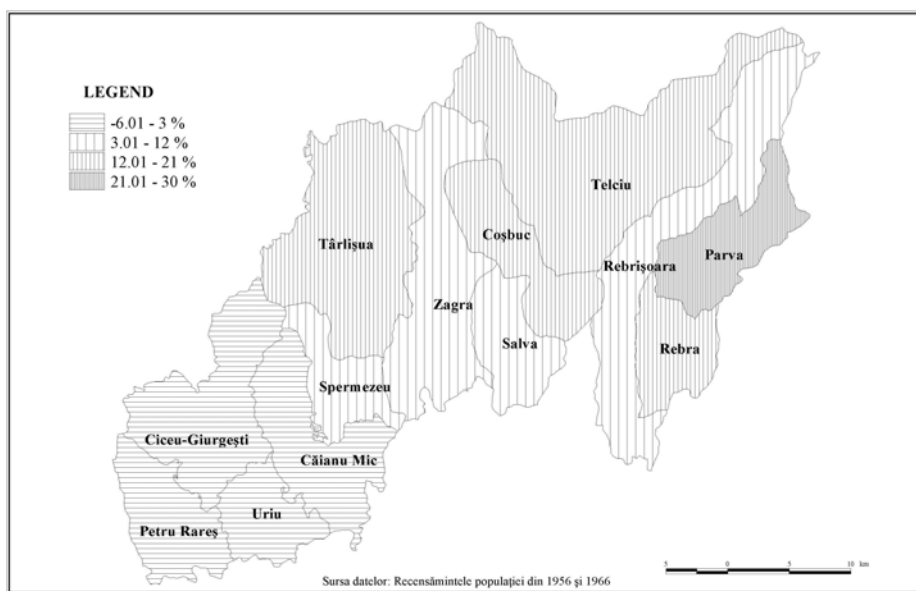 LEGEND
-6.01 - 3 %
3.01 - 12 %
12.01 - 21 %
21.01 - 30 %
Telciu
Târlişua
Coşbuc
Parva
Rebrişoara
Zagra
Salva
Rebra
Spermezeu
Ciceu-Giurgeşti
Căianu Mic
Uriu
Petru Rareş
Sursa datelor: Recensămintele populaţiei din 1956 şi 1966
5 0 5 10 km